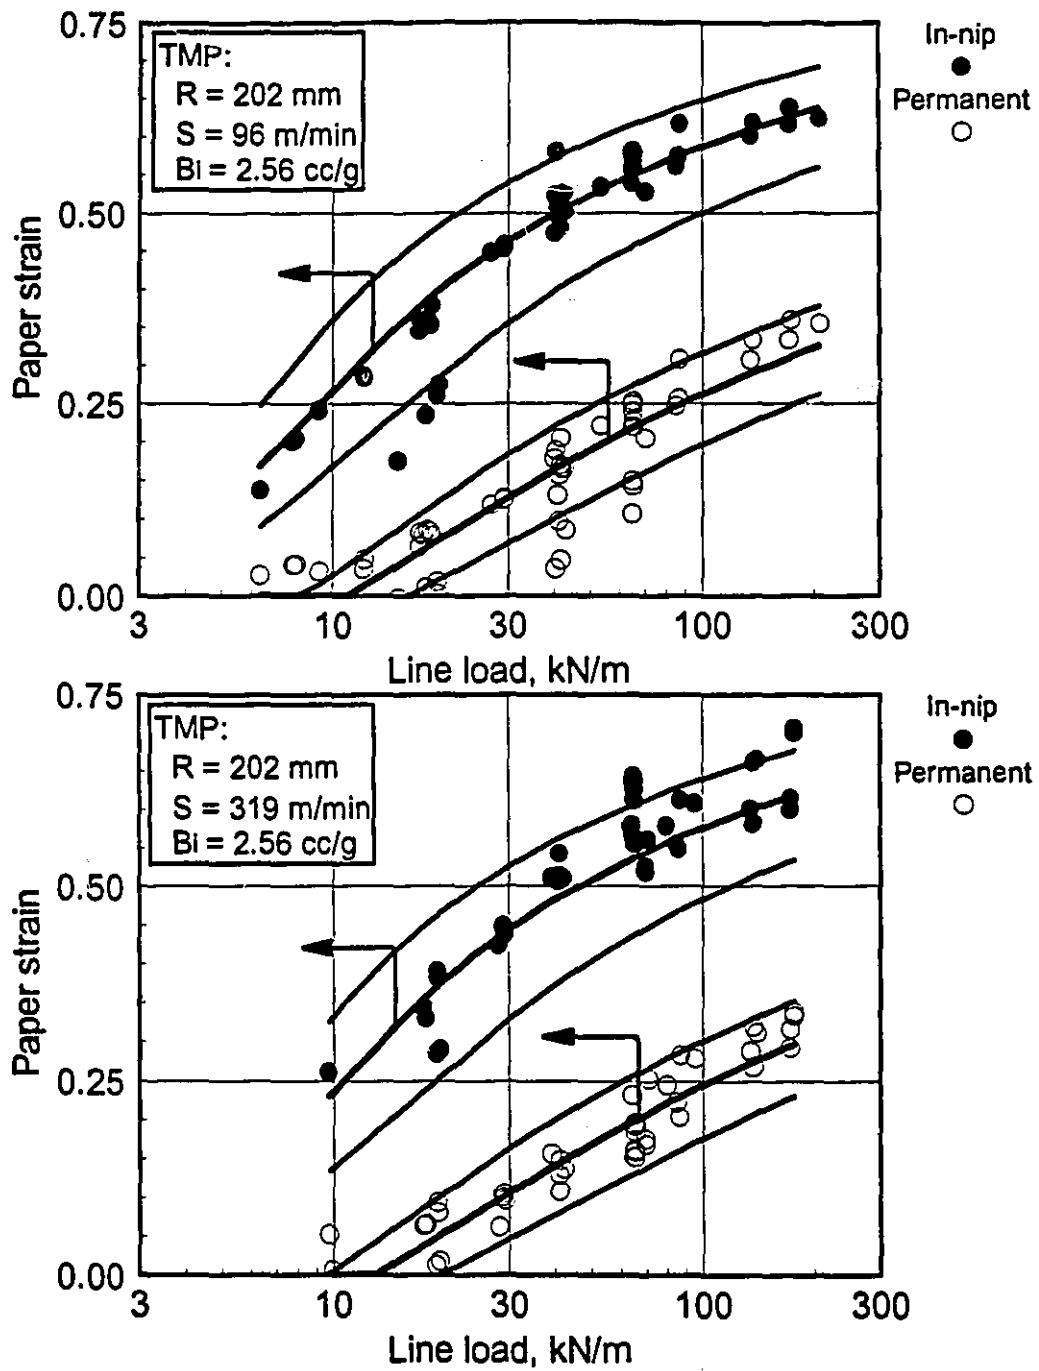 0.75
TMP:
R = 202 mm
S = 96 m/min
Bi = 2.56 cc/g
In-nip
Permanent
0.50
Paper strain
0.25
0.00
3 10 30 100 300
Line load, kN/m
0.75
TMP:
R = 202 mm
S = 319 m/min
Bi = 2.56 cc/g
In-nip
Permanent
0.50
Paper strain
0.25
0.00
3 10 30 100 300
Line load, kN/m